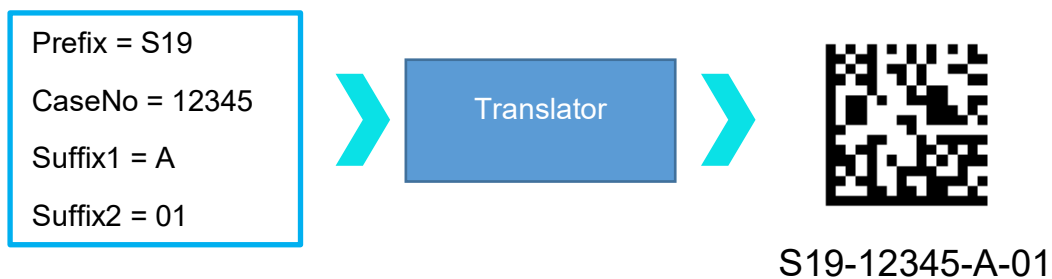 Prefix = S19
CaseNo = 12345
Suffix1 = A
Suffix2 = 01
Translator
S19-12345-A-01